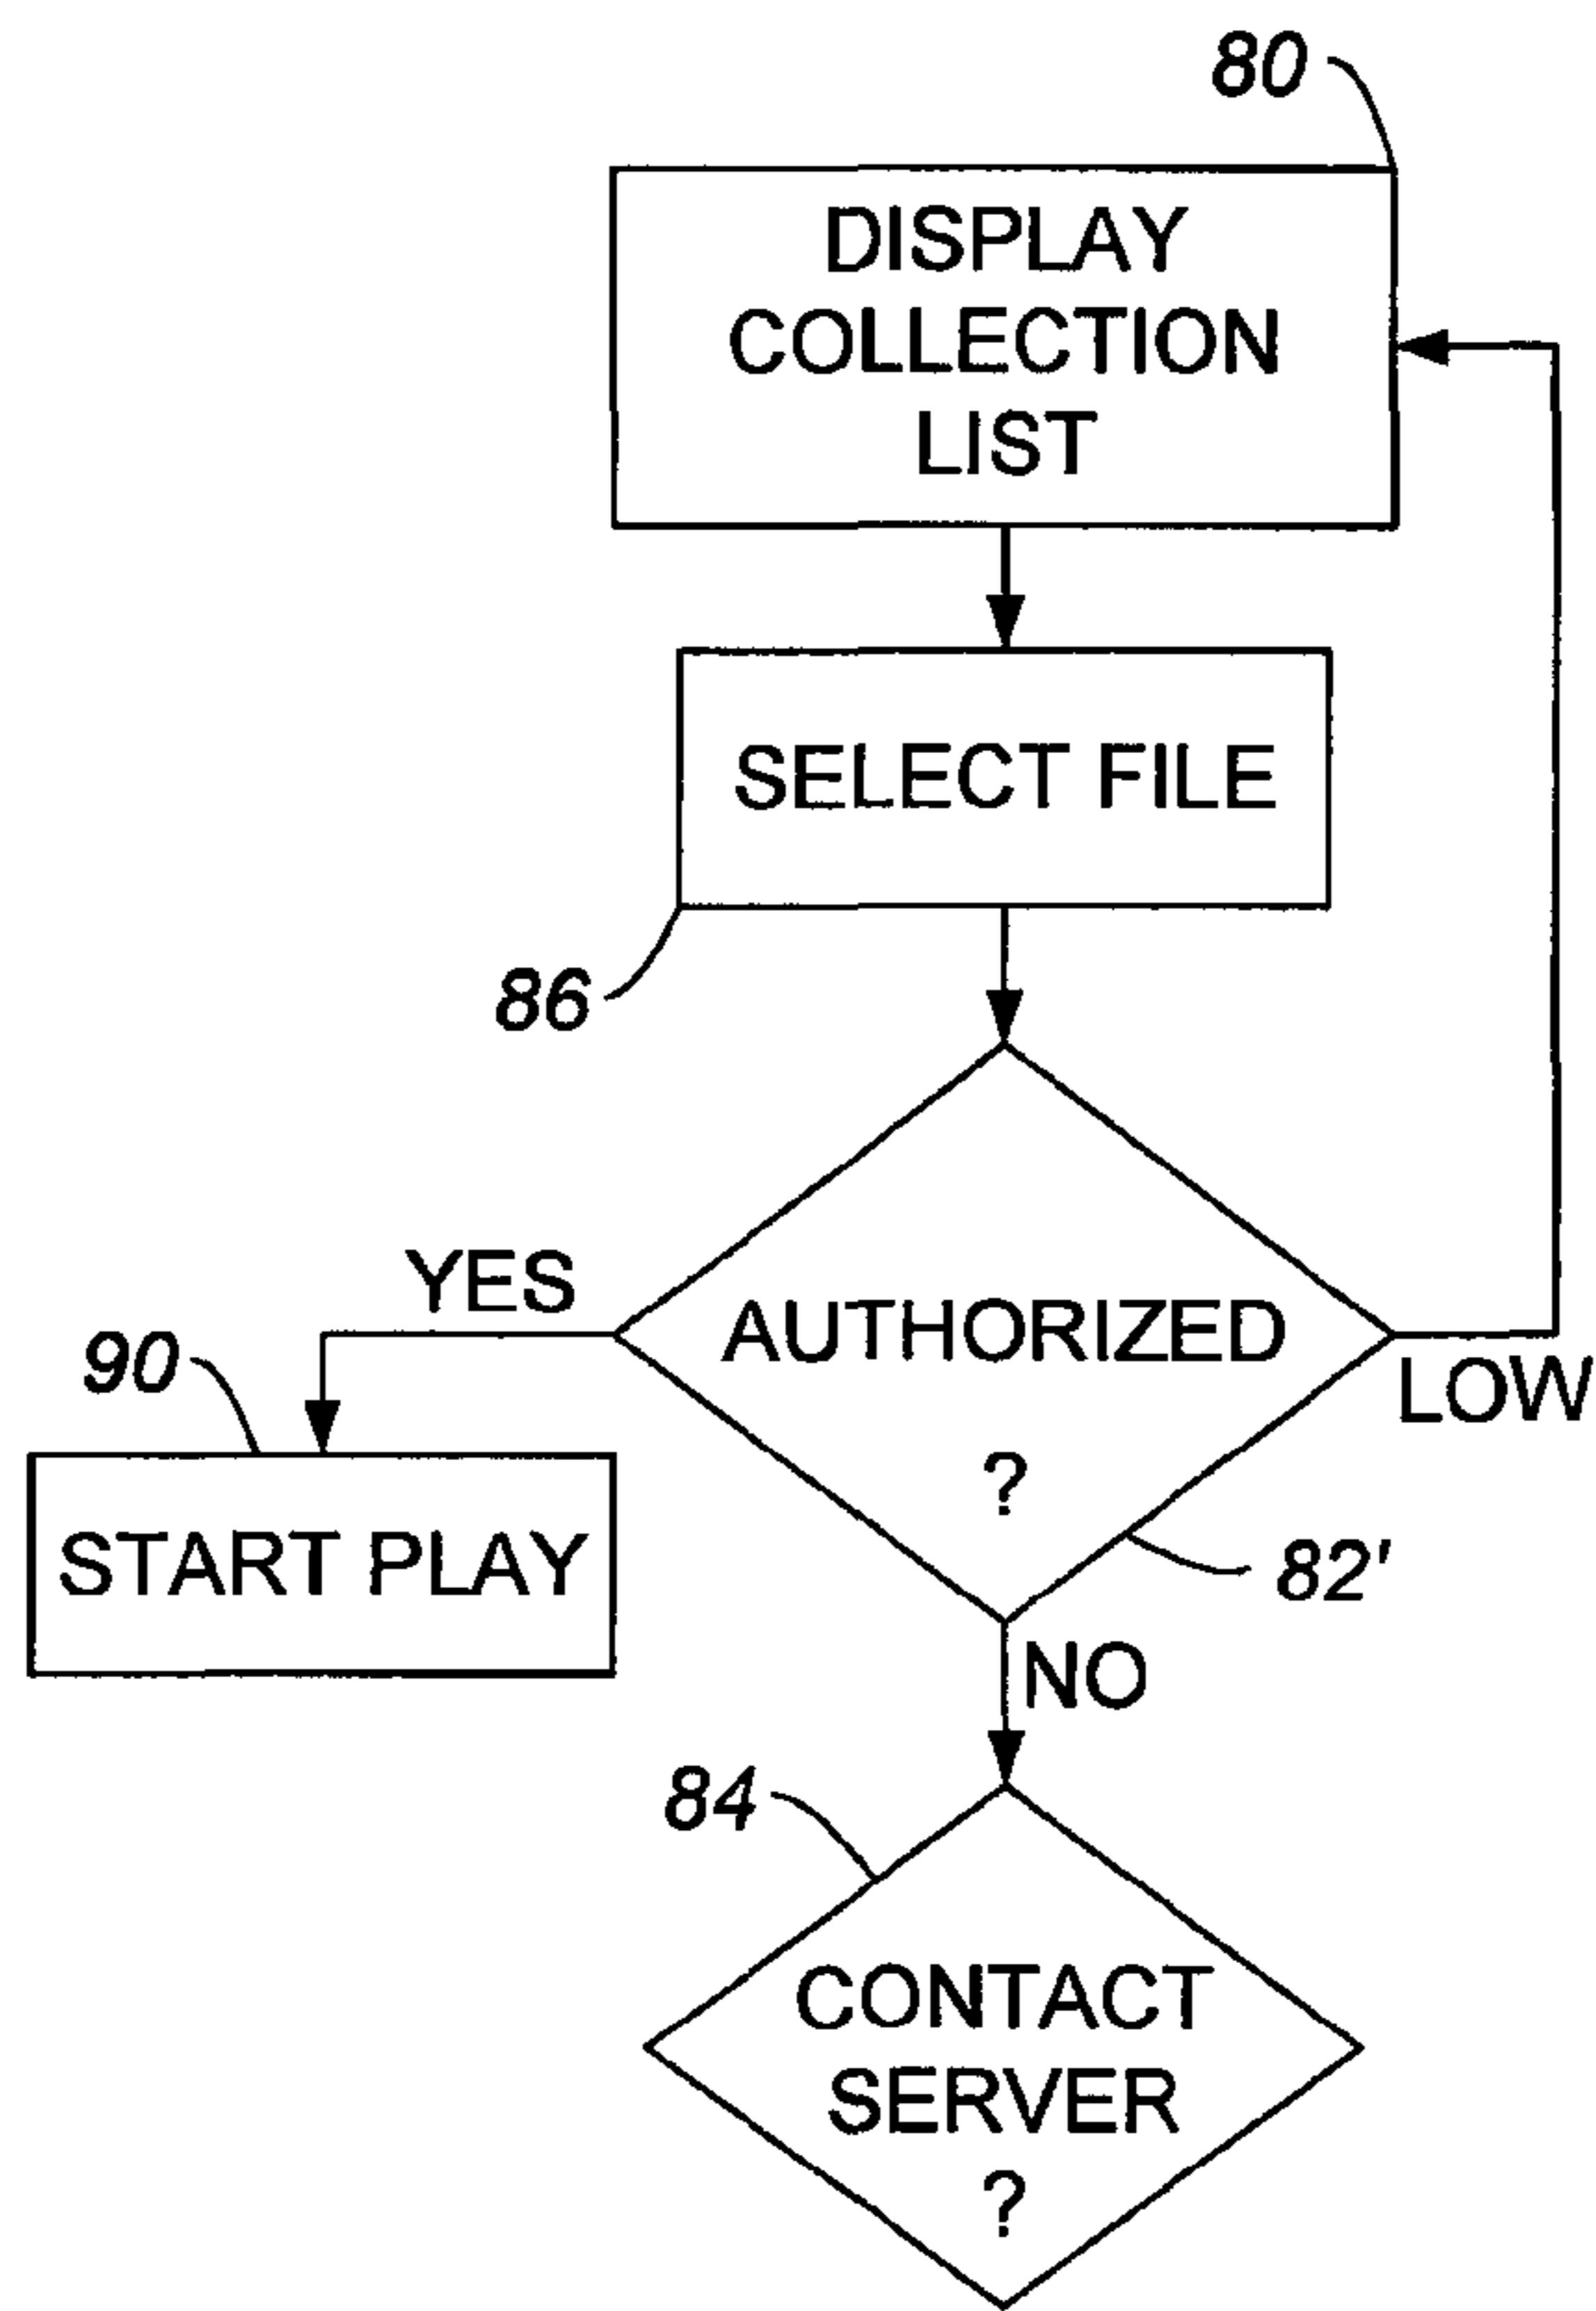 80
DISPLAY
COLLECTION
LIST
SELECT FILE
86
YES
AUTHORIZED
?
LOW
90
START PLAY
82'
NO
84
CONTACT
SERVER
?